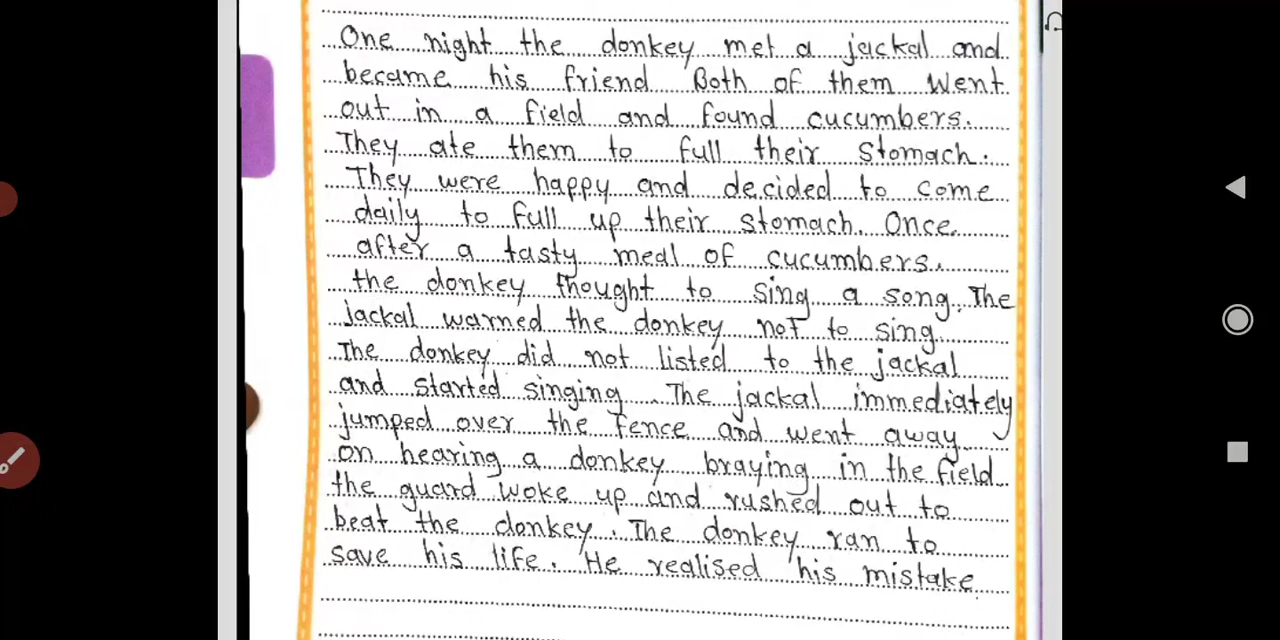 One night the donkey met a jackal and
became his friend Both of them went
out in a field and found cucumbers.
They ate them to full their stomach.
They were happy and decided to come
daily to full up their stomach. Once
after a tasty meal of cucumbers.
the donkey thought to sing a song. The
jackal warned the donkey not to sing.
The donkey did not listed to the jackal
and started singing. The jackal immediately
jumped over the fence and went away
on hearing a donkey braying in the field
the guard woke up and rushed out to
beat the donkey. The donkey ran to
save his life. He realised his mistake.